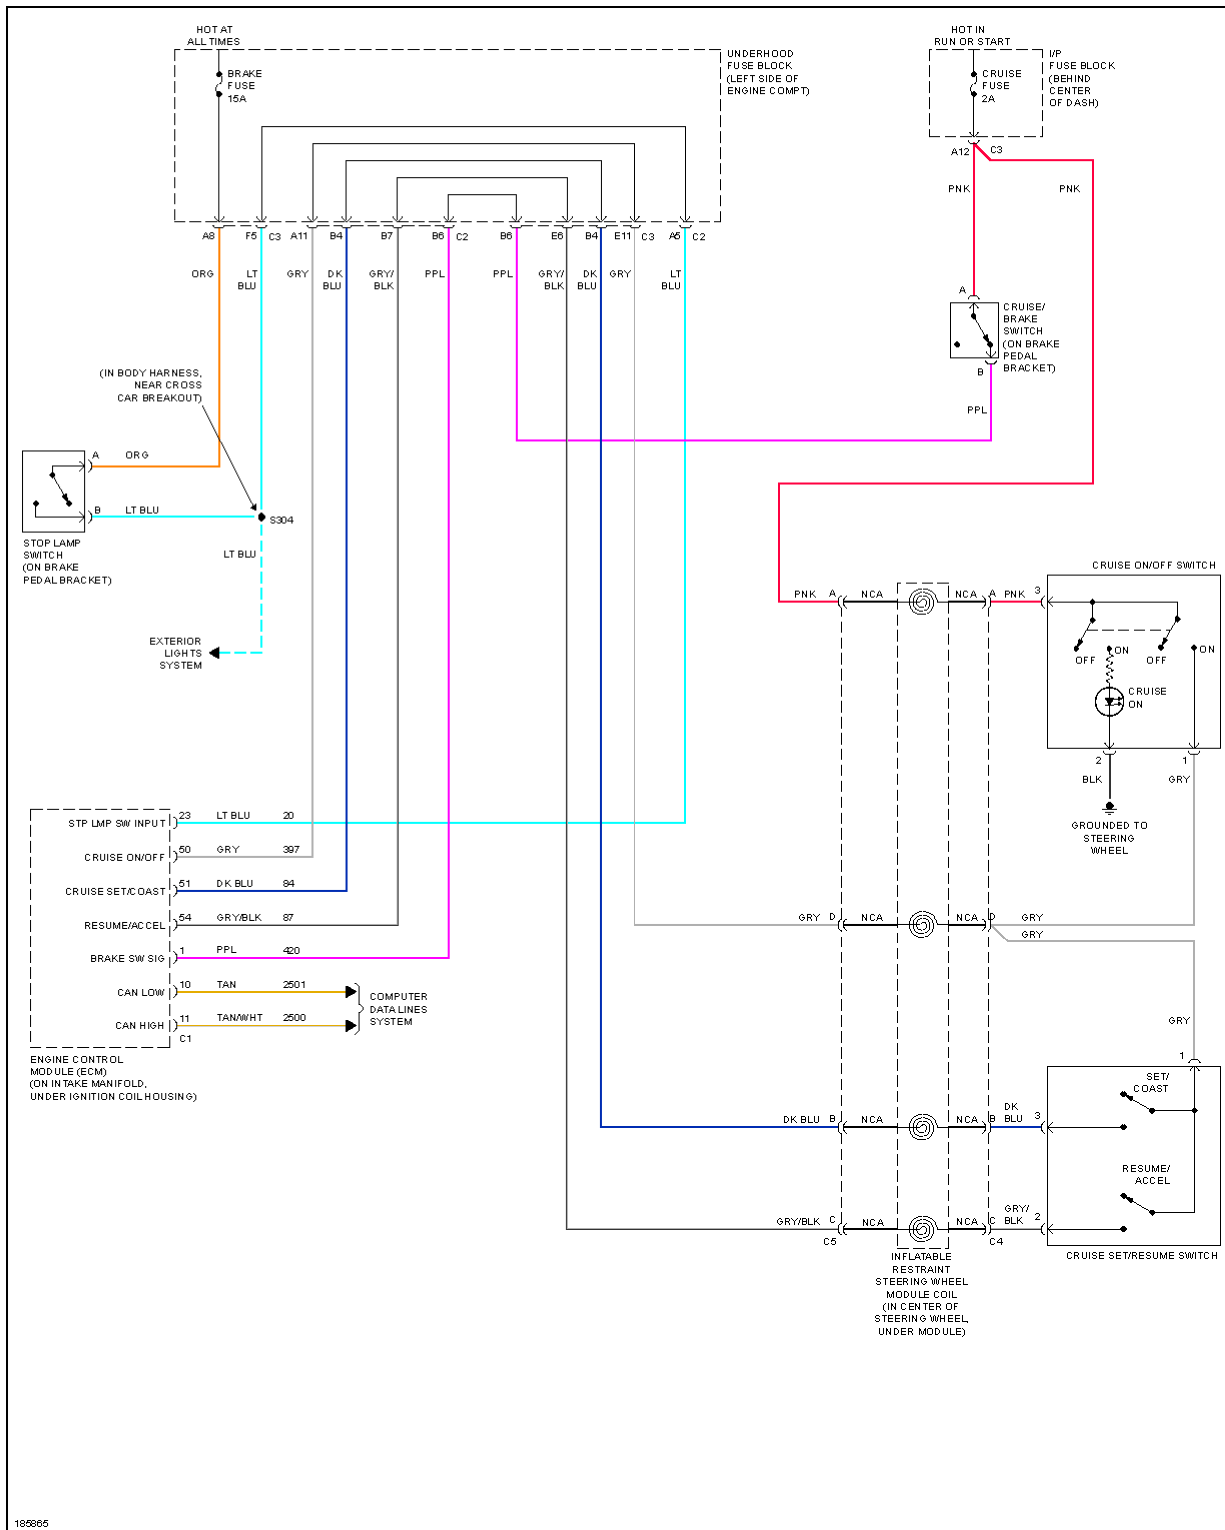 HOT AT
ALL TIMES
BRAKE
FUSE
15A
UNDERHOOD
FUSE BLOCK
(LEFT SIDE OF
ENGINE COMPT)
HOT IN
RUN OR START
CRUISE
FUSE
2A
I/P
FUSE BLOCK
(BEHIND
CENTER
OF DASH)
A12
C3
PNK
PNK
A8
F5
C3
A11
B4
B7
B6
C2
B6
E6
B4
E11
C3
A5
C2
ORG
LT
BLU
GRY
DK
BLU
GRY/
BLK
PPL
PPL
GRY/
BLK
DK
BLU
GRY
LT
BLU
A
CRUISE/
BRAKE
SWITCH
(ON BRAKE
PEDAL
BRACKET)
B
PPL
(IN BODY HARNESS,
NEAR CROSS
CAR BREAKOUT)
A
ORG
B
LT BLU
S304
STOP LAMP
SWITCH
(ON BRAKE
PEDAL BRACKET)
LT BLU
EXTERIOR
LIGHTS
SYSTEM
CRUISE ON/OFF SWITCH
PNK
A
NCA
NCA
A
PNK
3
OFF
ON
OFF
ON
CRUISE
ON
2
1
BLK
GRY
GROUNDED TO
STEERING
WHEEL
STP LMP SW INPUT
23
LT BLU
20
CRUISE ON/OFF
50
GRY
397
CRUISE SET/COAST
51
DK BLU
84
RESUME/ACCEL
54
GRY/BLK
87
BRAKE SW SIG
1
PPL
420
CAN LOW
10
TAN
2501
CAN HIGH
11
TAN/WHT
2500
C1
COMPUTER
DATA LINES
SYSTEM
ENGINE CONTROL
MODULE (ECM)
(ON INTAKE MANIFOLD,
UNDER IGNITION COIL HOUSING)
GRY
D
NCA
NCA
D
GRY
GRY
GRY
1
SET/
COAST
DK BLU
B
NCA
NCA
B
DK
BLU
3
RESUME/
ACCEL
GRY/BLK
C
NCA
NCA
C
GRY/
BLK
2
C5
C4
CRUISE SET/RESUME SWITCH
INFLATABLE
RESTRAINT
STEERING WHEEL
MODULE COIL
(IN CENTER OF
STEERING WHEEL,
UNDER MODULE)
185865